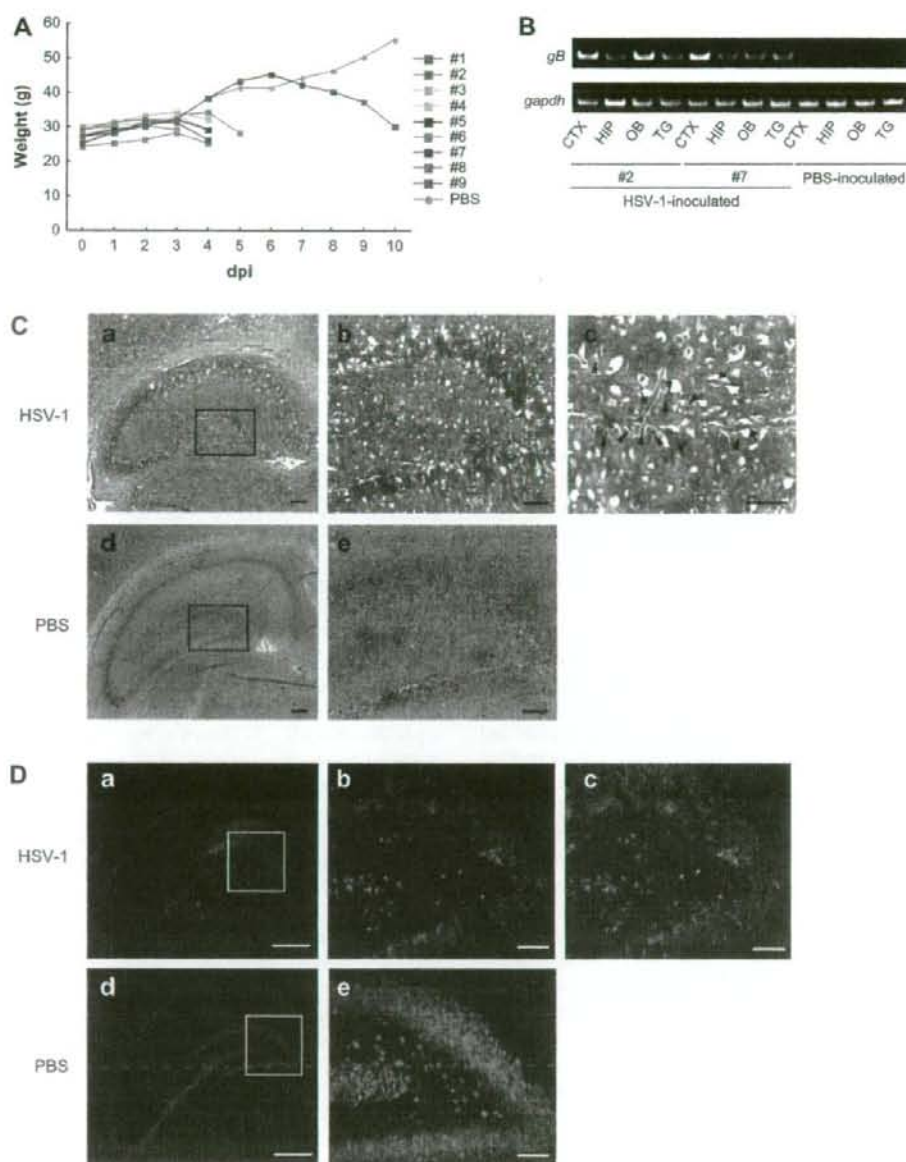 A
60
50
40
30
20
10
0
Weight (g)
0 1 2 3 4 5 6 7 8 9 10
dpi
#1
#2
#3
#4
#5
#6
#7
#8
#9
PBS
B
gB
gapdh
CTX HIP OB TG CTX HIP OB TG CTX HIP OB TG
#2 #7 PBS-inoculated
HSV-1-inoculated
C
HSV-1
a b c
PBS
d e
D
HSV-1
a b c
PBS
d e